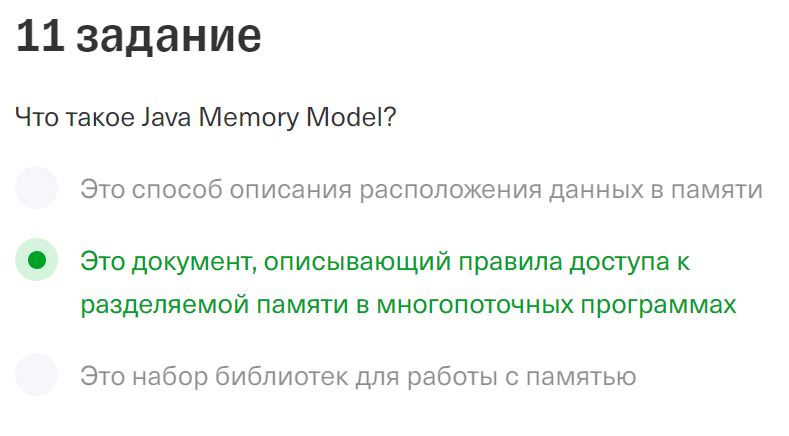 11 задание
Что такое Java Memory Model?
Это способ описания расположения данных в памяти
Это документ, описывающий правила доступа к
разделяемой памяти в многопоточных программах
Это набор библиотек для работы с памятью